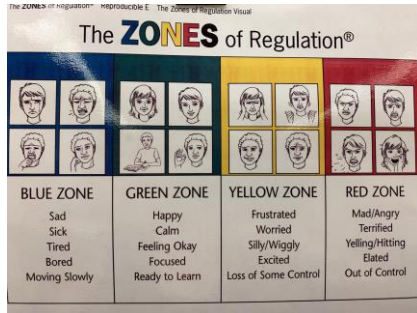 The ZONES of Regulation® Reproducible E The Zones of Regulation Visual
The ZONES of Regulation®
BLUE ZONE
Sad
Sick
Tired
Bored
Moving Slowly
GREEN ZONE
Happy
Calm
Feeling Okay
Focused
Ready to Learn
YELLOW ZONE
Frustrated
Worried
Silly/Wiggly
Excited
Loss of Some Control
RED ZONE
Mad/Angry
Terrified
Yelling/Hitting
Elated
Out of Control